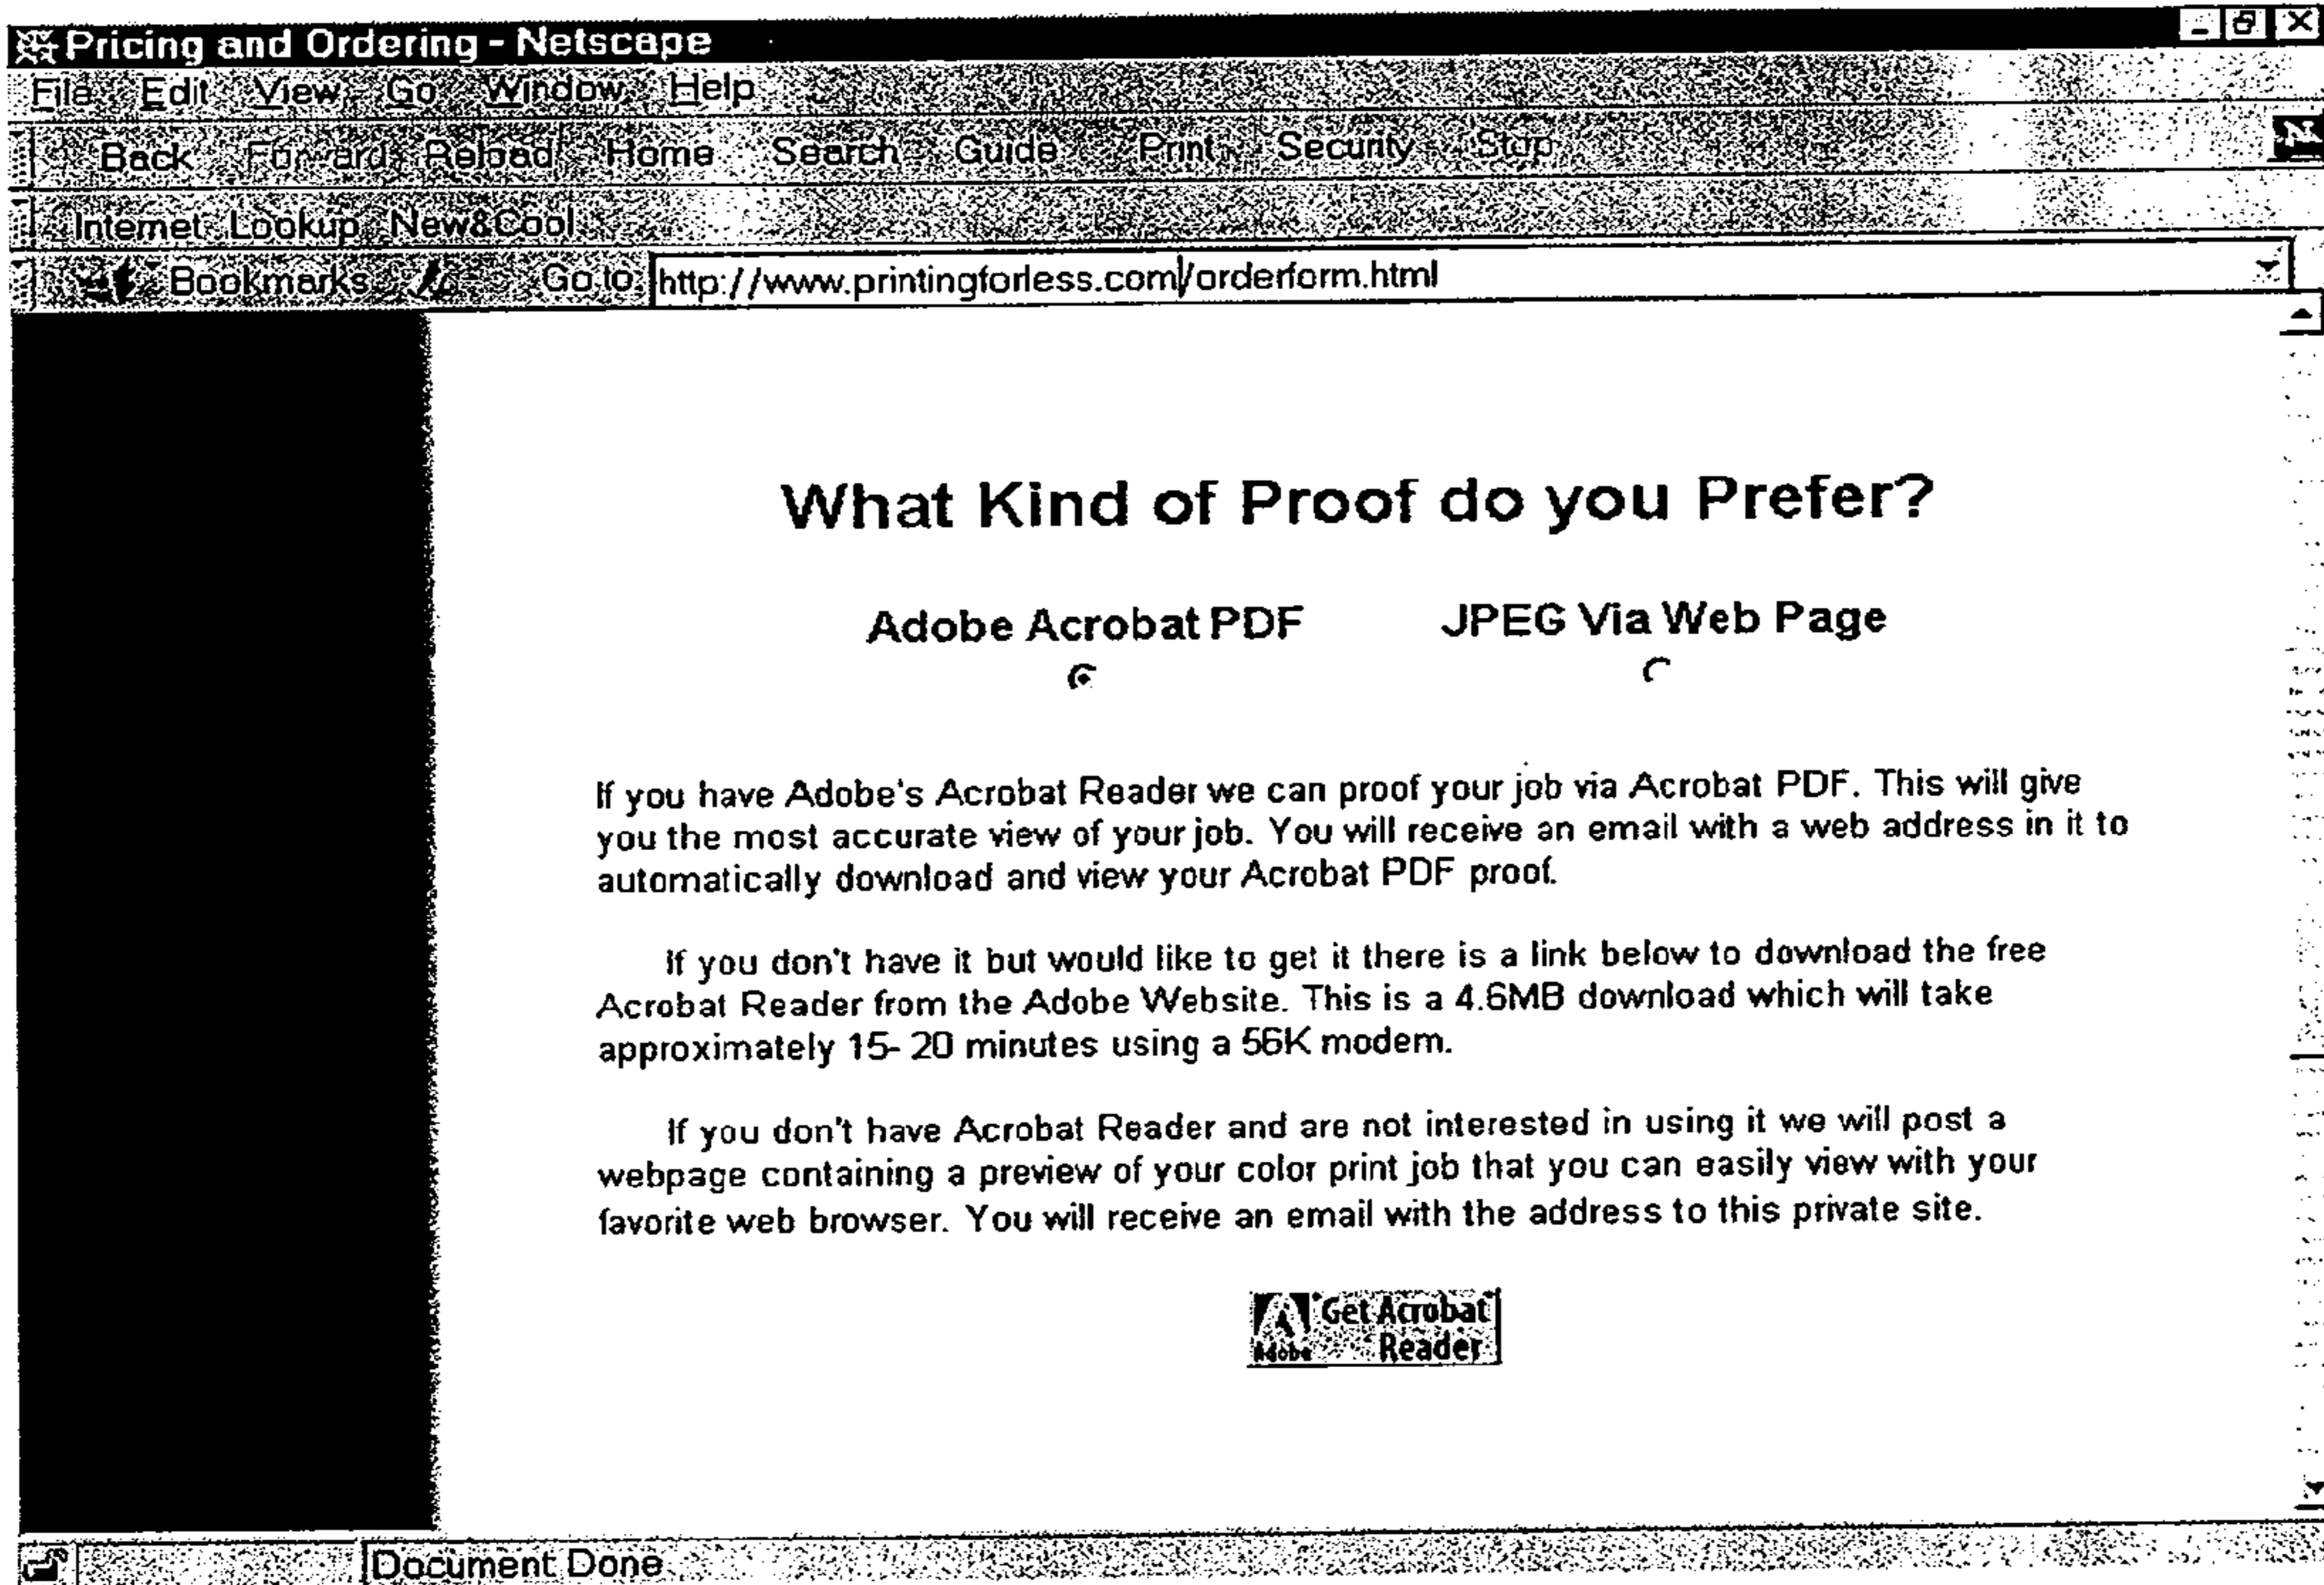 Pricing and Ordering - Netscape
File Edit View Go Window Help
Back Forward Reload Home Search Guide Print Security Stop
Internet Lookup New&Cool
Bookmarks Go to: http://www.printingforless.com/orderform.html
What Kind of Proof do you Prefer?
Adobe Acrobat PDF JPEG Via Web Page
If you have Adobe's Acrobat Reader we can proof your job via Acrobat PDF. This will give
you the most accurate view of your job. You will receive an email with a web address in it to
automatically download and view your Acrobat PDF proof.
If you don't have it but would like to get it there is a link below to download the free
Acrobat Reader from the Adobe Website. This is a 4.6MB download which will take
approximately 15- 20 minutes using a 56K modem.
If you don't have Acrobat Reader and are not interested in using it we will post a
webpage containing a preview of your color print job that you can easily view with your
favorite web browser. You will receive an email with the address to this private site.
Get Acrobat
Adobe Reader
Document Done